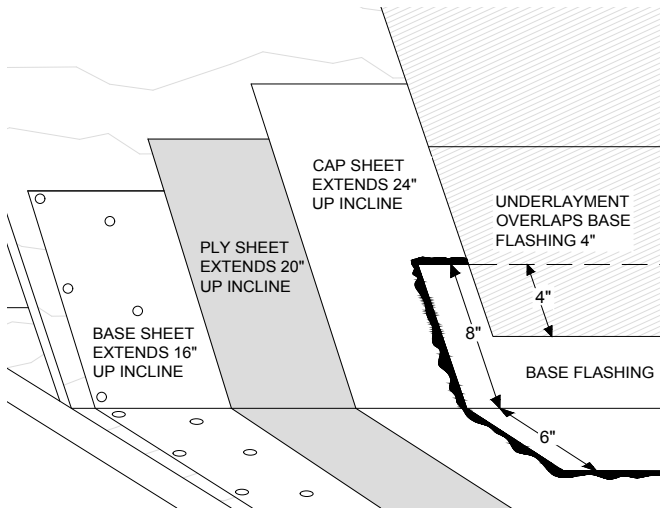 CAP SHEET
EXTENDS 24"
UP INCLINE
UNDERLAYMENT
OVERLAPS BASE
FLASHING 4"
PLY SHEET
EXTENDS 20"
UP INCLINE
4"
8"
BASE SHEET
EXTENDS 16"
UP INCLINE
BASE FLASHING
6"